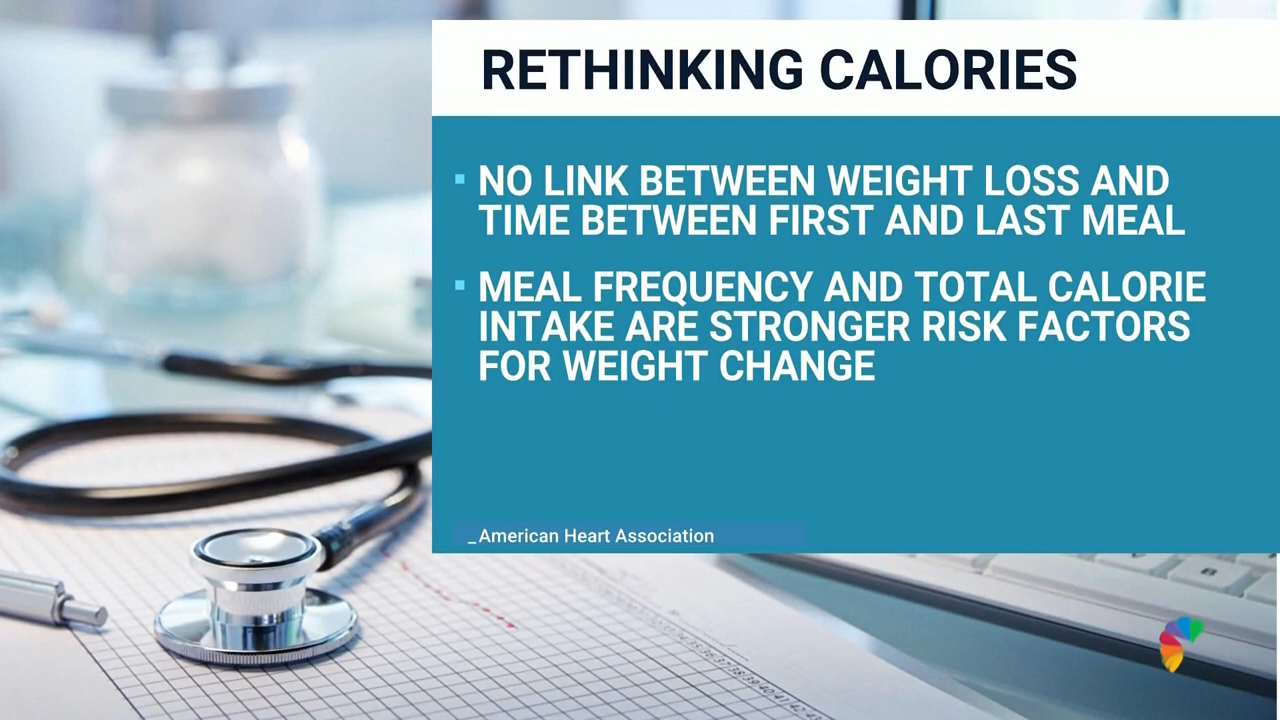 RETHINKING CALORIES
NO LINK BETWEEN WEIGHT LOSS AND
TIME BETWEEN FIRST AND LAST MEAL
MEAL FREQUENCY AND TOTAL CALORIE
INTAKE ARE STRONGER RISK FACTORS
FOR WEIGHT CHANGE
_American Heart Association